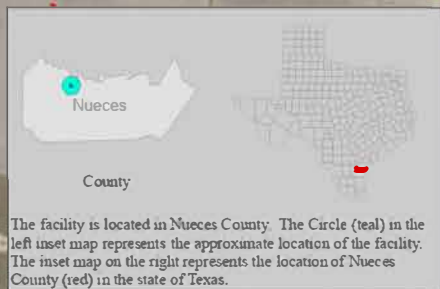 Nueces
County
The facility is located in Nueces County. The Circle (teal) in the
left inset map represents the approximate location of the facility.
The inset map on the right represents the location of Nueces
County (red) in the state of Texas.